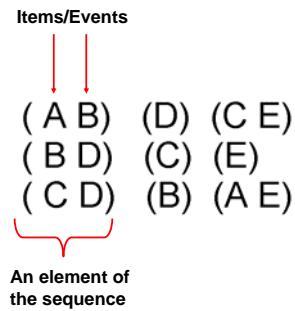 Items/Events
( A B) (D) (C E)
( B D) (C) (E)
( C D) (B) (A E)
An element of
the sequence